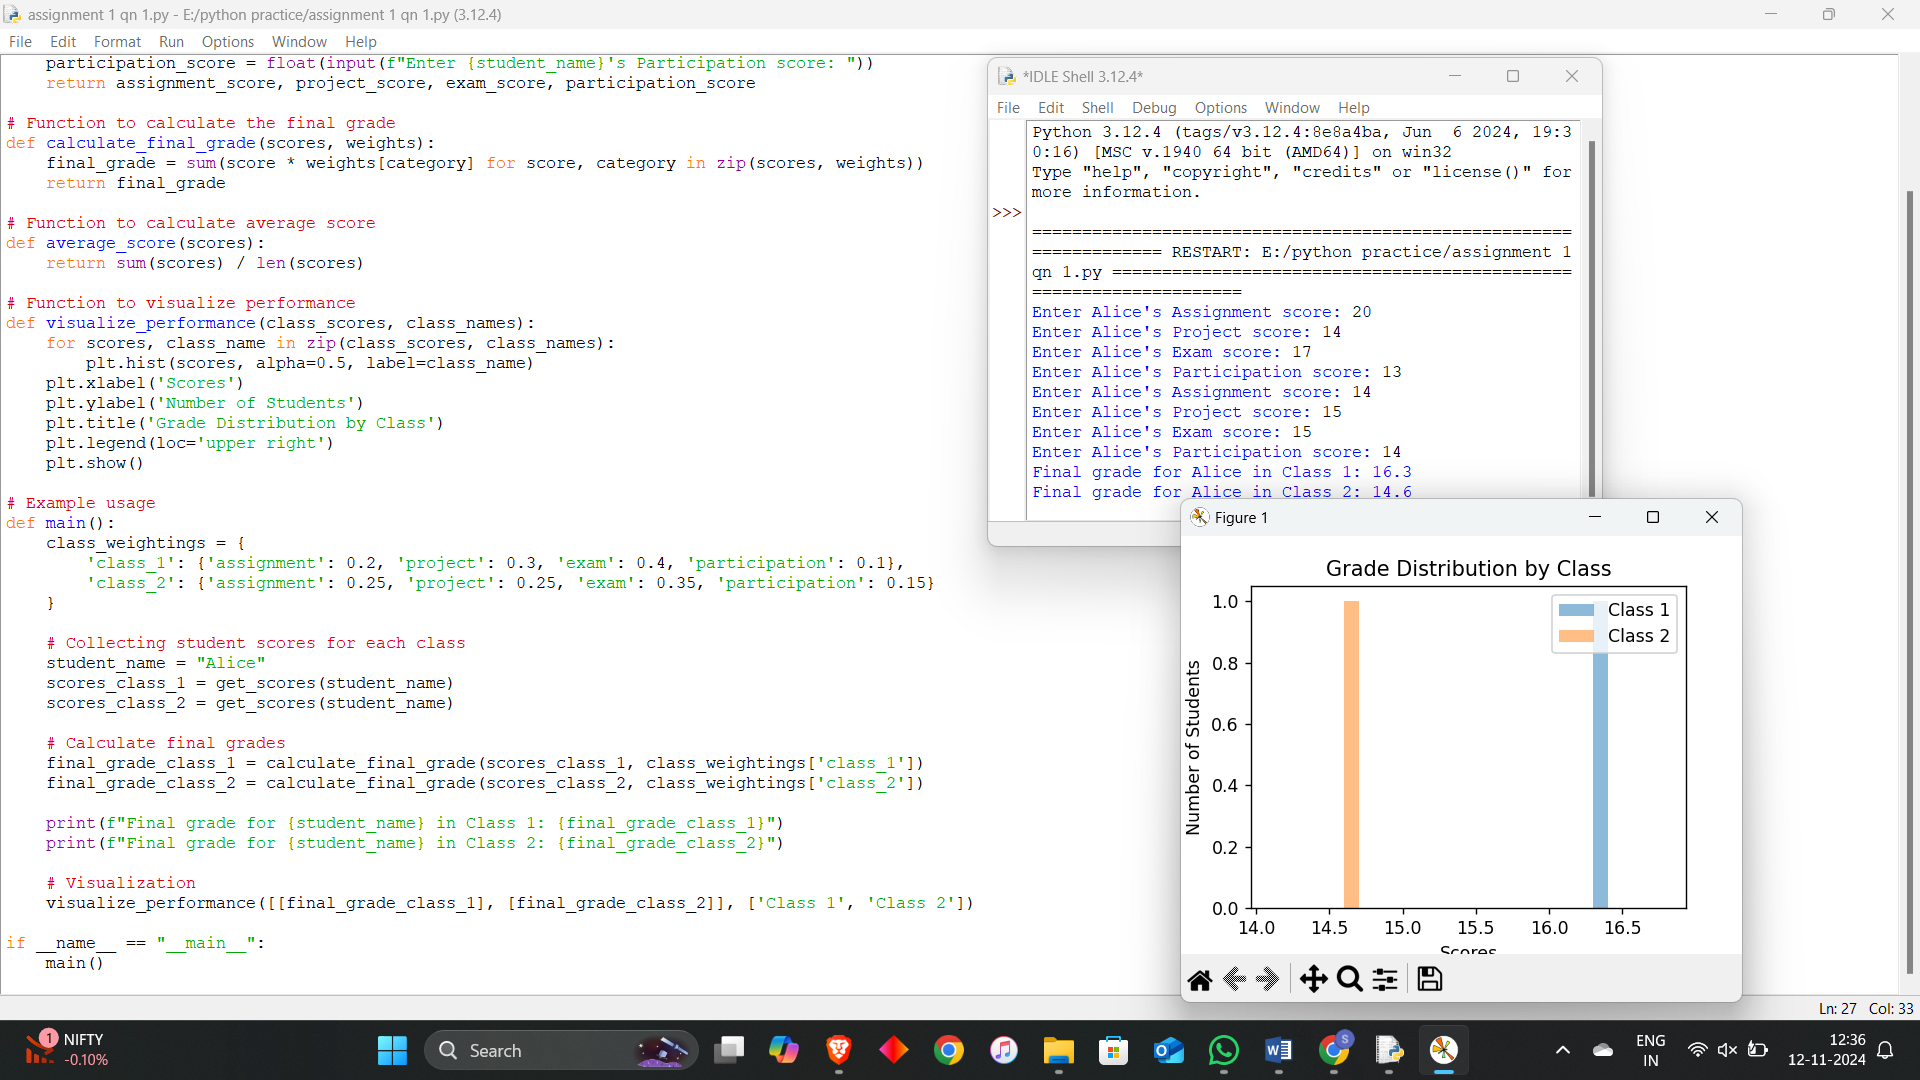 assignment 1 qn 1.py - E:/python practice/assignment 1 qn 1.py (3.12.4)
File Edit Format Run Options Window Help
    participation_score = float(input(f"Enter {student_name}'s Participation score: "))
    return assignment_score, project_score, exam_score, participation_score
# Function to calculate the final grade
def calculate_final_grade(scores, weights):
    final_grade = sum(score * weights[category] for score, category in zip(scores, weights))
    return final_grade
# Function to calculate average score
def average_score(scores):
    return sum(scores) / len(scores)
# Function to visualize performance
def visualize_performance(class_scores, class_names):
    for scores, class_name in zip(class_scores, class_names):
        plt.hist(scores, alpha=0.5, label=class_name)
    plt.xlabel('Scores')
    plt.ylabel('Number of Students')
    plt.title('Grade Distribution by Class')
    plt.legend(loc='upper right')
    plt.show()
# Example usage
def main():
    class_weightings = {
        'class_1': {'assignment': 0.2, 'project': 0.3, 'exam': 0.4, 'participation': 0.1},
        'class_2': {'assignment': 0.25, 'project': 0.25, 'exam': 0.35, 'participation': 0.15}
    }
    # Collecting student scores for each class
    student_name = "Alice"
    scores_class_1 = get_scores(student_name)
    scores_class_2 = get_scores(student_name)
    # Calculate final grades
    final_grade_class_1 = calculate_final_grade(scores_class_1, class_weightings['class_1'])
    final_grade_class_2 = calculate_final_grade(scores_class_2, class_weightings['class_2'])
    print(f"Final grade for {student_name} in Class 1: {final_grade_class_1}")
    print(f"Final grade for {student_name} in Class 2: {final_grade_class_2}")
    # Visualization
    visualize_performance([[final_grade_class_1], [final_grade_class_2]], ['Class 1', 'Class 2'])
if __name__ == "__main__":
    main()
*IDLE Shell 3.12.4*
File Edit Shell Debug Options Window Help
Python 3.12.4 (tags/v3.12.4:8e8a4ba, Jun  6 2024, 19:3
0:16) [MSC v.1940 64 bit (AMD64)] on win32
Type "help", "copyright", "credits" or "license()" for
more information.
>>>
======================================================
============= RESTART: E:/python practice/assignment 1
qn 1.py ==============================================
=====================
Enter Alice's Assignment score: 20
Enter Alice's Project score: 14
Enter Alice's Exam score: 17
Enter Alice's Participation score: 13
Enter Alice's Assignment score: 14
Enter Alice's Project score: 15
Enter Alice's Exam score: 15
Enter Alice's Participation score: 14
Final grade for Alice in Class 1: 16.3
Final grade for Alice in Class 2: 14.6
Figure 1
Grade Distribution by Class
Class 1
Class 2
Number of Students
1.0
0.8
0.6
0.4
0.2
0.0
14.0 14.5 15.0 15.5 16.0 16.5
Scores
Ln: 27 Col: 33
1
NIFTY
-0.10%
Search
S
ENG
IN
12:36
12-11-2024